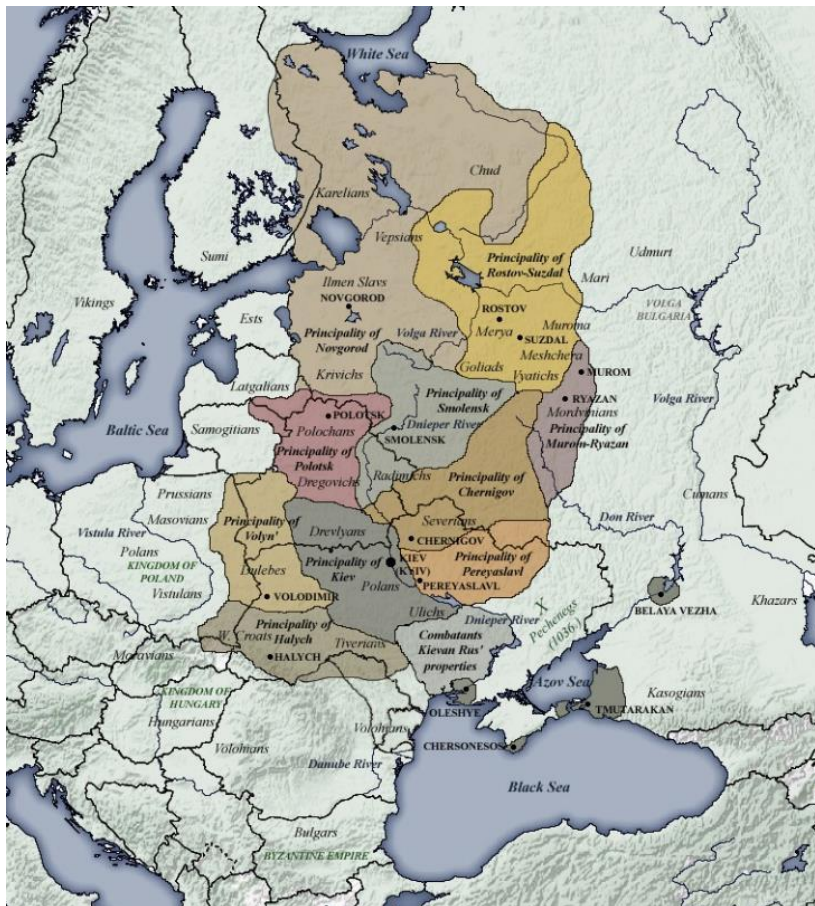 White Sea
Chud
Karelians
Vepsians
Sumi
Principality of
Rostov-Suzdal
Udmurt
Mari
Ilmen Slavs
NOVGOROD
Vikings
ROSTOV
VOLGA
BULGARIA
Ests
Principality of
Novgorod
Volga River
Merya
Muroma
SUZDAL
Meshchera
Goliads
Vyatichs
MUROM
Krivichs
Latgalians
Principality of
Smolensk
RYAZAN
Volga River
POLOTSK
Mordvinians
Dnieper River
Baltic Sea
Samogitians
Polochans
SMOLENSK
Principality of
Murom-Ryazan
Principality of
Polotsk
Radimichs
Dregovichs
Principality of
Chernigov
Prussians
Cumans
Masovians
Principality of
Volyn'
Drevlyans
Severians
Don River
Vistula River
CHERNIGOV
Polans
KINGDOM OF
POLAND
Dulebes
Principality of
Kiev
KIEV
(KYIV)
Principality of
Pereyaslavl
Polans
PEREYASLAVL
Vistulans
VOLODIMIR
BELAYA VEZHA
Ulichs
Dnieper River
X
Pechenegs
(1036.)
Khazars
W. Croats
Principality of
Halych
Tiverians
Combatants
Kievan Rus'
properties
Moravians
HALYCH
Azov Sea
KINGDOM OF
HUNGARY
Kasogians
Hungarians
OLESHYE
TMUTARAKAN
Volohians
Volohians
CHERSONESOS
Danube River
Black Sea
Bulgars
BYZANTINE EMPIRE